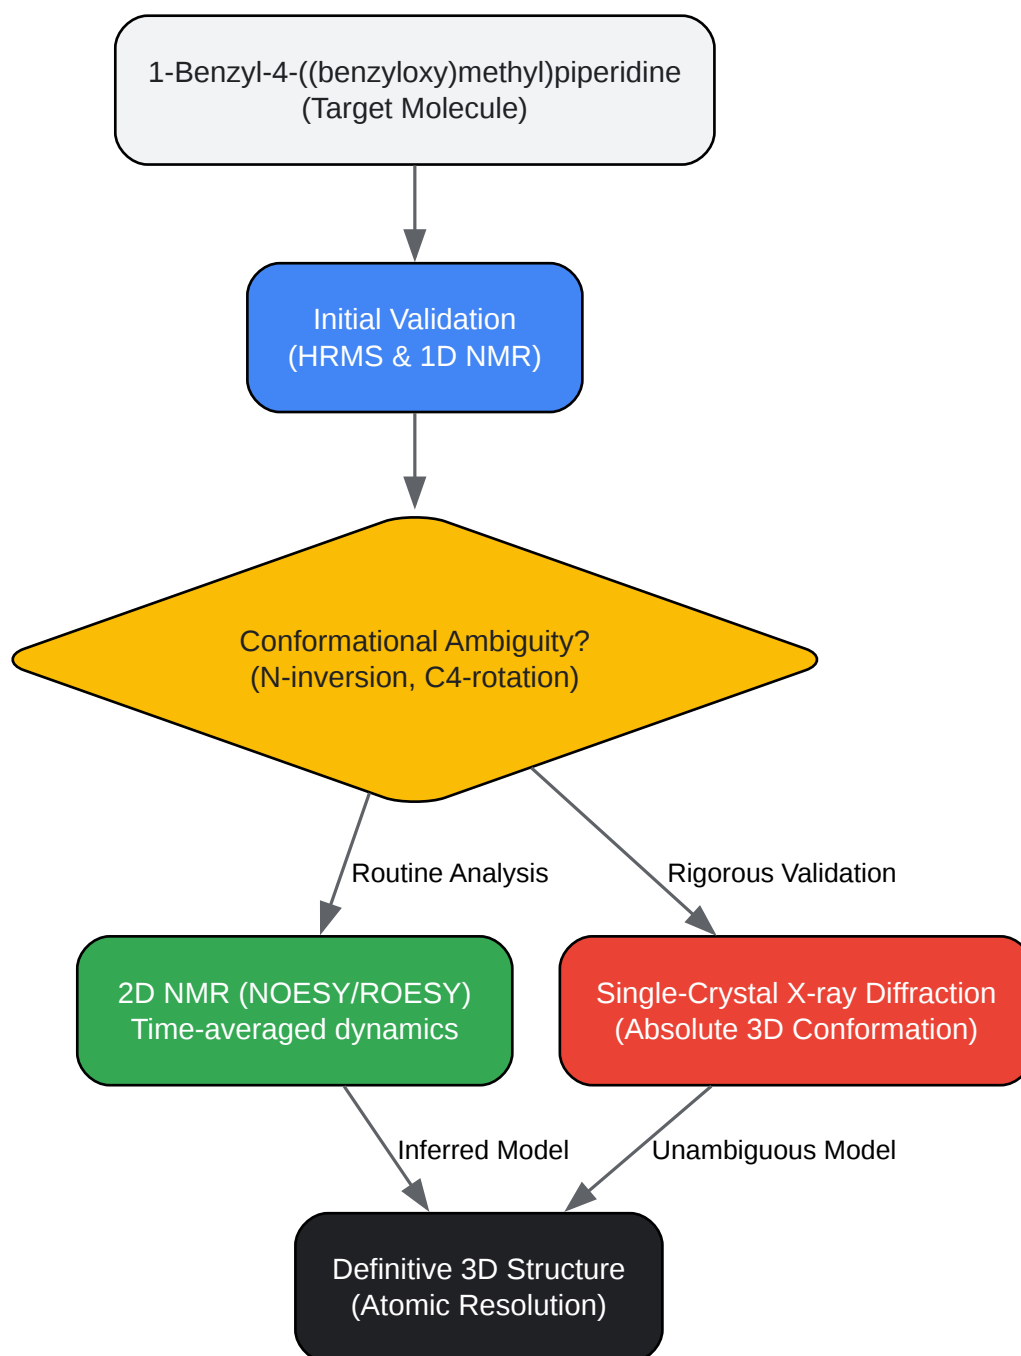 1-Benzyl-4-((benzyloxy)methyl)piperidine
(Target Molecule)
Initial Validation
(HRMS & 1D NMR)
Conformational Ambiguity?
(N-inversion, C4-rotation)
Routine Analysis
Rigorous Validation
2D NMR (NOESY/ROESY)
Time-averaged dynamics
Single-Crystal X-ray Diffraction
(Absolute 3D Conformation)
Inferred Model
Unambiguous Model
Definitive 3D Structure
(Atomic Resolution)